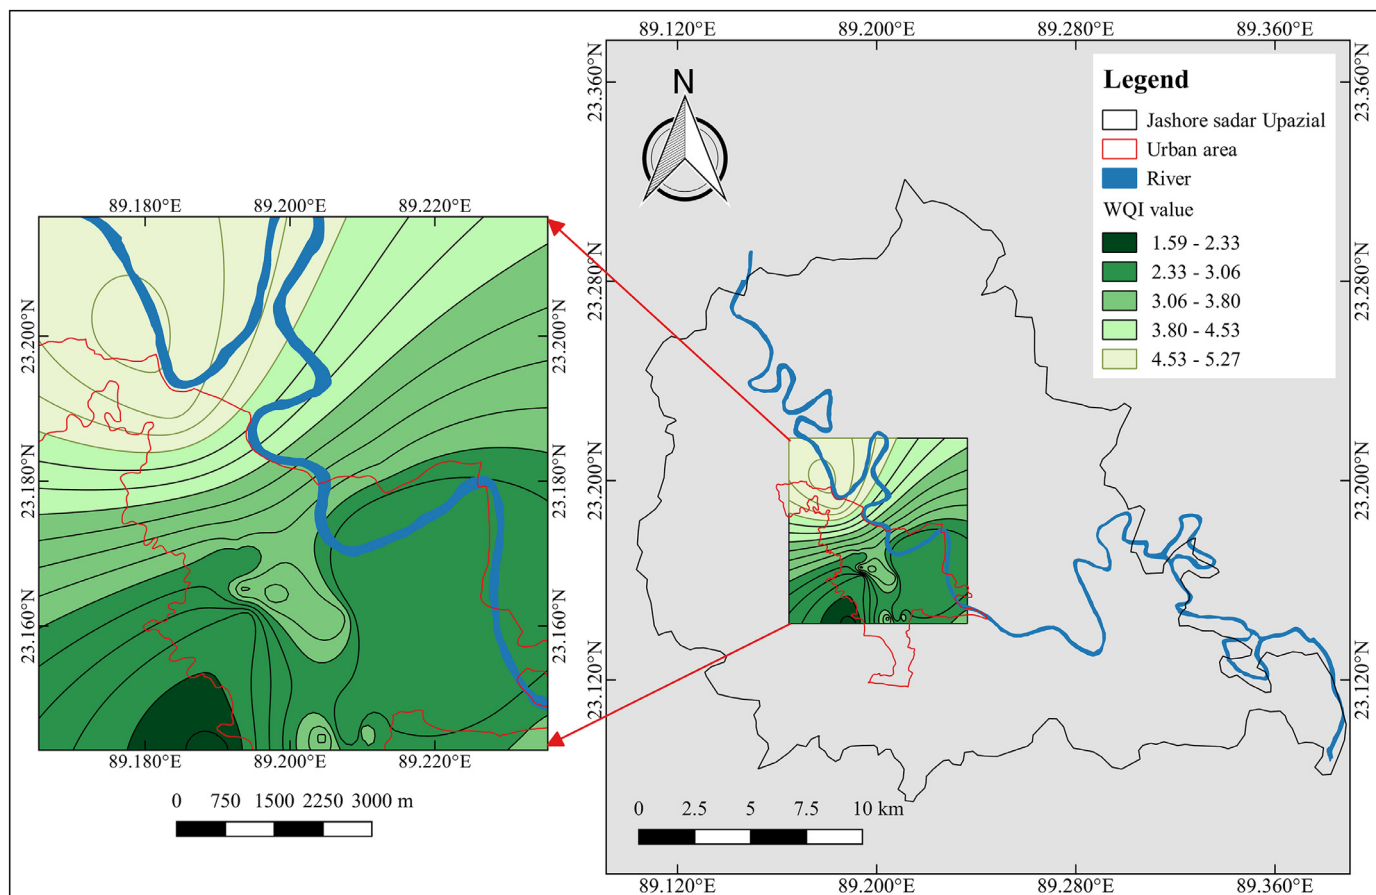 89.120°E 89.200°E 89.280°E 89.360°E
23.360°N
23.360°N
N
Legend
Jashore sadar Upazial
Urban area
River
WQI value
1.59 - 2.33
2.33 - 3.06
3.06 - 3.80
3.80 - 4.53
4.53 - 5.27
23.280°N
23.280°N
23.200°N
23.200°N
23.120°N
23.120°N
0 2.5 5 7.5 10 km
89.120°E 89.200°E 89.280°E 89.360°E
89.180°E 89.200°E 89.220°E
23.200°N
23.200°N
23.180°N
23.180°N
23.160°N
23.160°N
89.180°E 89.200°E 89.220°E
0 750 1500 2250 3000 m